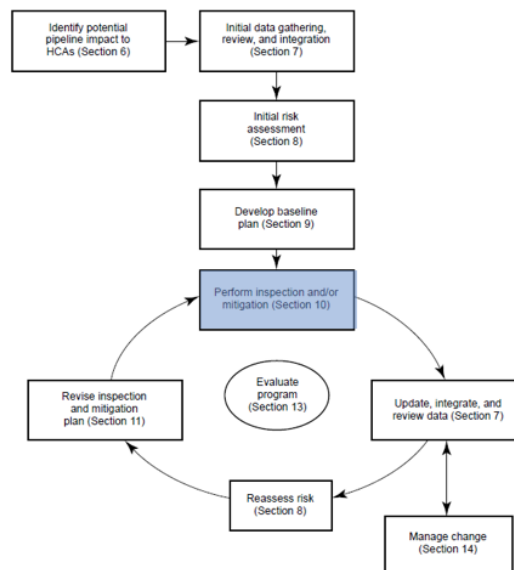 Identify potential
pipeline impact to
HCAs (Section 6)
Initial data gathering,
review, and integration
(Section 7)
Initial risk
assessment
(Section 8)
Develop baseline
plan (Section 9)
Perform inspection and/or
mitigation (Section 10)
Revise inspection
and mitigation
plan (Section 11)
Evaluate
program
(Section 13)
Update, integrate, and
review data (Section 7)
Reassess risk
(Section 8)
Manage change
(Section 14)